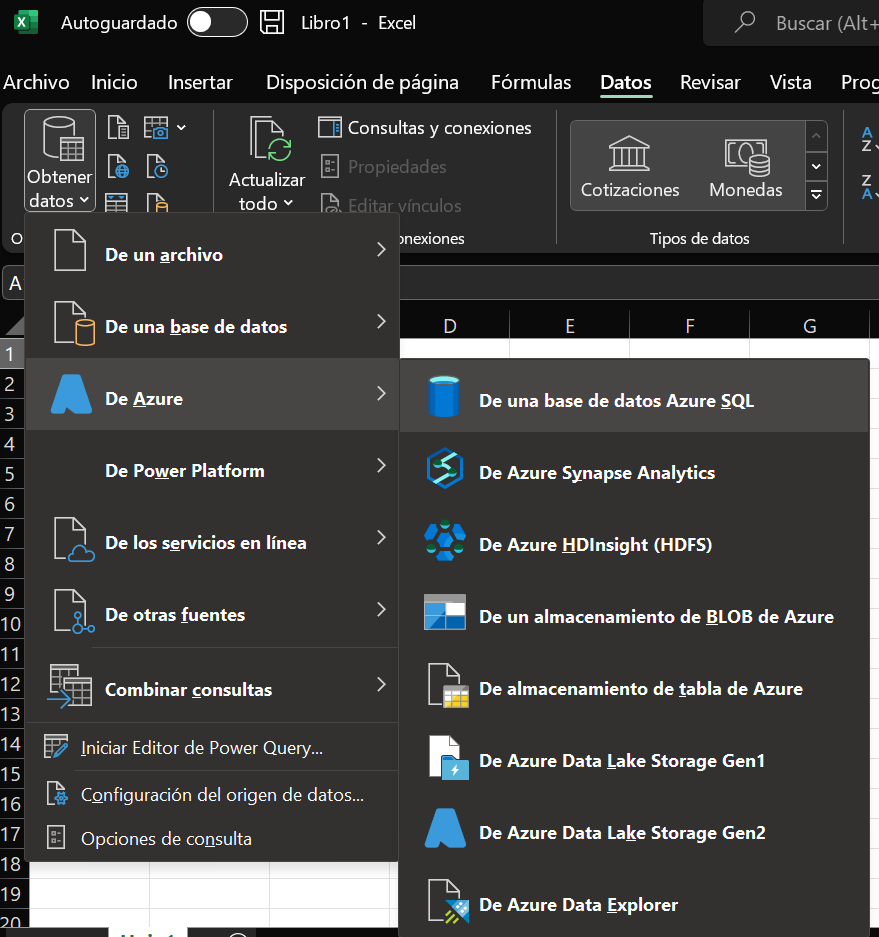 Autoguardado
Libro1 - Excel
Buscar (Alt+
Archivo Inicio Insertar Disposición de página Fórmulas Datos Revisar Vista Prog
Obtener
datos
Actualizar
todo
Consultas y conexiones
Propiedades
Editar vínculos
onexiones
Cotizaciones
Monedas
Tipos de datos
A
Z
Z
A
O
A
D E F G
De un archivo
De una base de datos
De Azure
De Power Platform
De los servicios en línea
De otras fuentes
Combinar consultas
Iniciar Editor de Power Query...
Configuración del origen de datos...
Opciones de consulta
De una base de datos Azure SQL
De Azure Synapse Analytics
De Azure HDInsight (HDFS)
De un almacenamiento de BLOB de Azure
De almacenamiento de tabla de Azure
De Azure Data Lake Storage Gen1
De Azure Data Lake Storage Gen2
De Azure Data Explorer
1
2
3
4
5
6
7
8
9
10
11
12
13
14
15
16
17
18
19
20